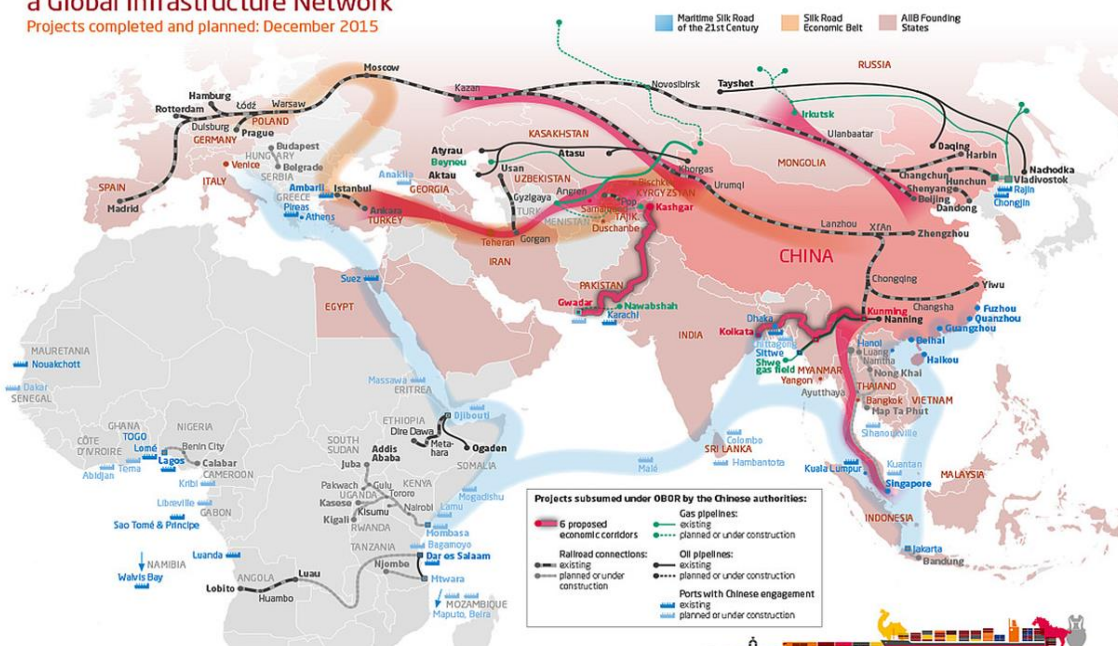 a Global Infrastructure Network
Projects completed and planned: December 2015
Maritime Silk Road
of the 21st Century
Silk Road
Economic Belt
AIIB Founding
States
RUSSIA
Moscow
Kazan
Novosibirsk
Tayshet
Irkutsk
Hamburg
Rotterdam
Łódź
Warsaw
POLAND
Duisburg
Prague
GERMANY
Budapest
HUNGARY
Belgrade
SERBIA
Venice
ITALY
SPAIN
Madrid
GREECE
Ambarli
Istanbul
Pireas
Athens
Anaklia
GEORGIA
Ankara
TURKEY
KASAKHSTAN
Atyrau
Beyneu
Aktau
Atasu
Usan
UZBEKISTAN
Khorgas
Bischkek
KYRGYZSTAN
Urumqi
Angren
Pop
Gyzlgaya
TURK
MENISTAN
TAJIK.
Duschanbe
Kashgar
Teheran
Gorgan
IRAN
MONGOLIA
Ulanbaatar
Daqing
Harbin
Changchun
Hunchun
Shenyang
Beijing
Dandong
Nachodka
Vladivostok
Rajin
Chongjin
Lanzhou
Xi'An
Zhengzhou
CHINA
Chongqing
Yiwu
Changsha
Kunming
Nanning
Fuzhou
Quanzhou
Guangzhou
Beihai
Haikou
PAKISTAN
Gwadar
Nawabshah
Karachi
INDIA
Dhaka
Kolkata
Sittwe
Shwe
gas field
MYANMAR
Yangon
Hanoi
Luang
Namtha
Nong Khai
THAILAND
Ayutthaya
Bangkok
VIETNAM
Map Ta Phut
Sihanoukville
Colombo
SRI LANKA
Hambantota
Malé
Kuala Lumpur
Kuantan
Singapore
MALAYSIA
INDONESIA
Jakarta
Bandung
Suez
EGYPT
MAURETANIA
Nouakchott
Dakar
SENEGAL
Massawa
ERITREA
Djibouti
ETHIOPIA
Dire Dawa
Meta-
hara
Ogaden
Addis
Ababa
SOMALIA
SOUTH
SUDAN
Juba
GHANA
CÔTE
D'IVOIRE
TOGO
Lomé
Tema
Abidjan
NIGERIA
Benin City
Lagos
Calabar
CAMEROON
Kribi
Libreville
GABON
Sao Tomé & Principe
Pakwach
Gulu
Tororo
UGANDA
KENYA
Kasese
Kisumu
Nairobi
Kigali
RWANDA
Mogadishu
Lamu
Mombasa
Bagamoyo
TANZANIA
Dar es Salaam
Njombo
Mtwara
MOZAMBIQUE
Maputo, Beira
Luanda
NAMIBIA
Walvis Bay
ANGOLA
Lobito
Luau
Huambo
Projects subsumed under OBOR by the Chinese authorities:
6 proposed
economic corridors
Railroad connections:
existing
planned or under
construction
Gas pipelines:
existing
planned or under construction
Oil pipelines:
existing
planned or under construction
Ports with Chinese engagement
existing
planned or under construction